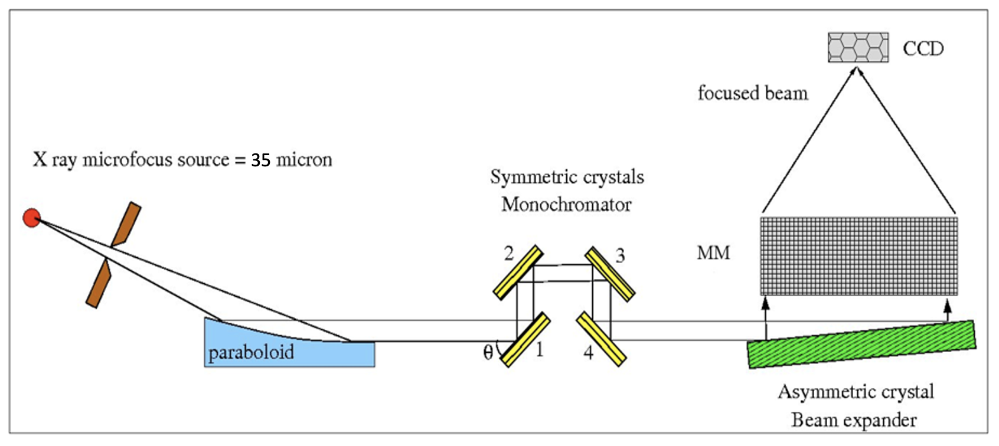 CCD
focused beam
X ray microfocus source = 35 micron
Symmetric crystals
Monochromator
2
3
MM
paraboloid
θ
1
4
Asymmetric crystal
Beam expander